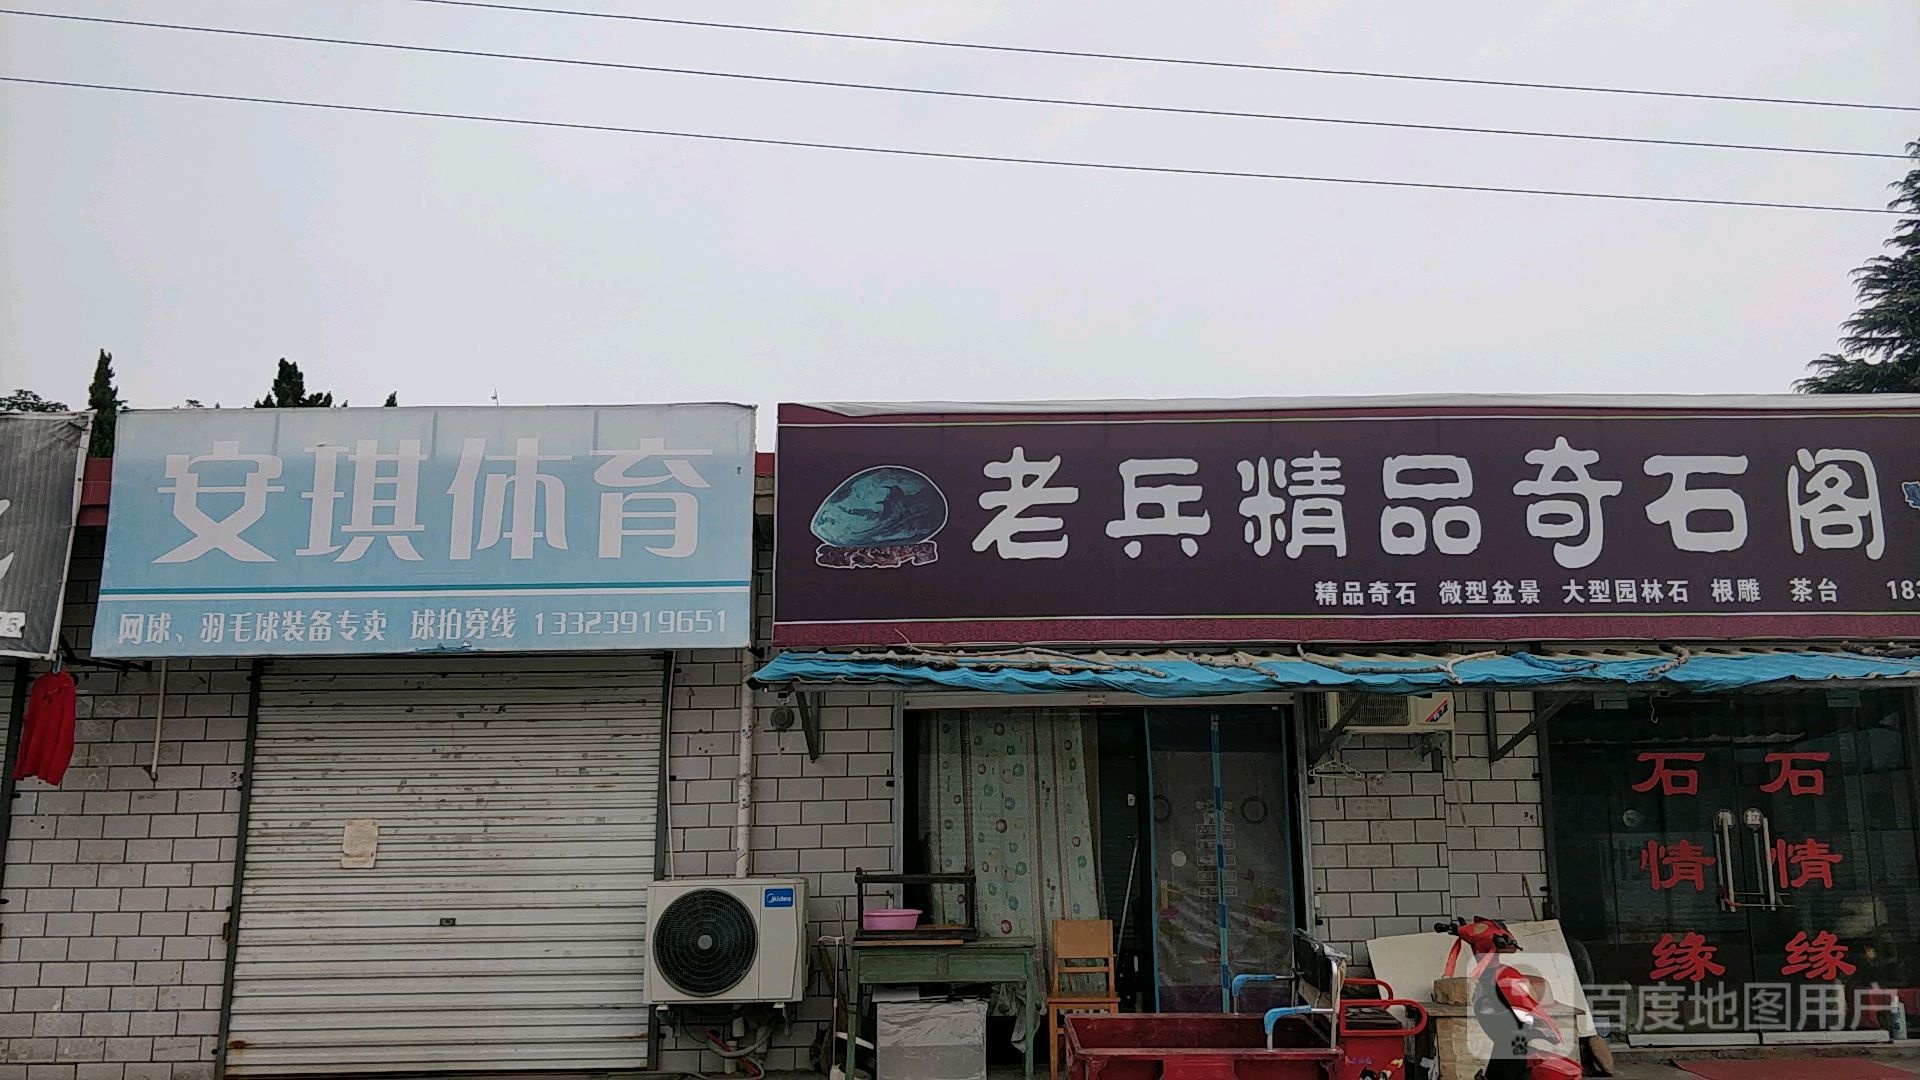 安琪体育
网球、羽毛球装备专卖 球拍穿线 13323919651
老兵精品奇石阁
精品奇石 微型盆景 大型园林石 根雕 茶台 18
Midea
石 石
情 情
缘 缘
百度地图用户